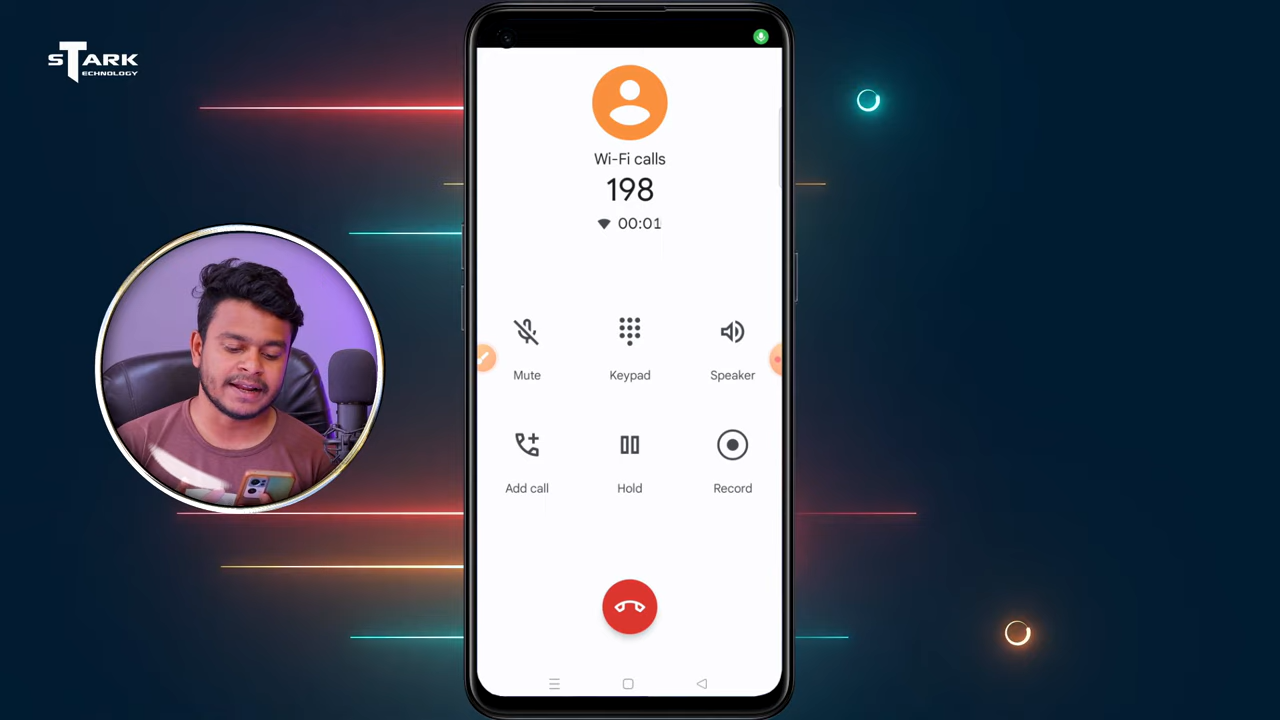 STARK
TECHNOLOGY
Wi-Fi calls
198
00:01
Mute
Keypad
Speaker
Add call
Hold
Record